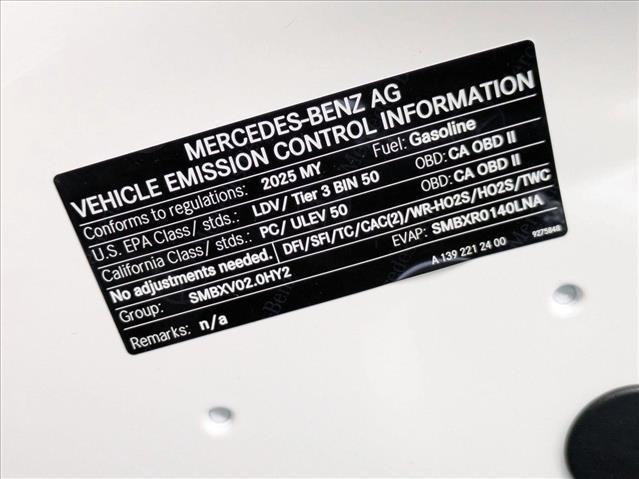 MERCEDES-BENZ AG
VEHICLE EMISSION CONTROL INFORMATION
Conforms to regulations: 2025 MY Fuel: Gasoline
U.S. EPA Class/ stds.: LDV/ Tier 3 BIN 50 OBD: CA OBD II
California Class/ stds.: PC/ ULEV 50 OBD: CA OBD II
No adjustments needed. DFI/SFI/TC/CAC(2)/WR-HO2S/HO2S/TWC
Group: SMBXV02.0HY2 EVAP: SMBXR0140LNA
Remarks: n/a A 139 221 24 00 9275848